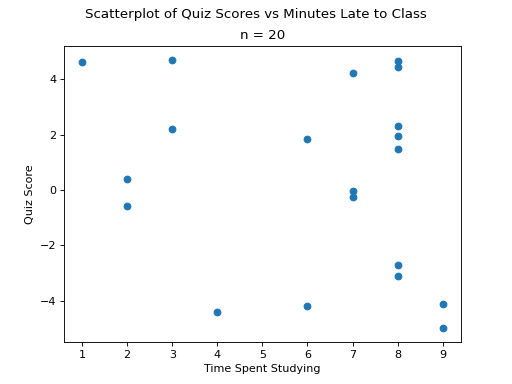 Scatterplot of Quiz Scores vs Minutes Late to Class
n = 20
4
2
0
−2
−4
Quiz Score
1 2 3 4 5 6 7 8 9
Time Spent Studying